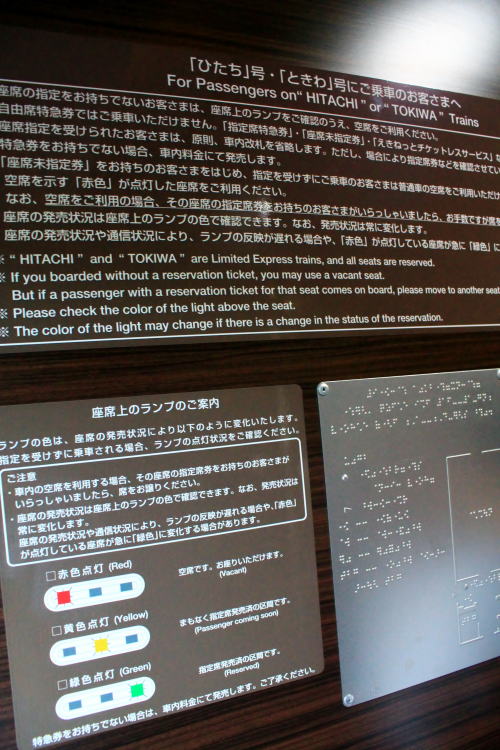 「ひたち」号・「ときわ」号にご乗車のお客さまへ
For Passengers on “ HITACHI ” or “ TOKIWA ” Trains
座席の指定をお持ちでないお客さまは、座席上のランプをご確認のうえ、空席をご利用ください。
自由席特急券ではご乗車いただけません。「指定席特急券」・「座席未指定券」・「えきねっとチケットレスサービス」
座席指定を受けられたお客さまは、原則、車内改札を省略します。ただし、場合により指定席券などを確認させてい
特急券をお持ちでない場合、車内料金にて発売します。
「座席未指定券」をお持ちのお客さまをはじめ、指定を受けずにご乗車のお客さまは普通車の空席をご利用いただけ
空席を示す「赤色」が点灯した座席をご利用ください。
なお、空席をご利用の場合、その座席の指定席券をお持ちのお客さまがいらっしゃいましたら、お手数ですが席を
座席の発売状況は座席上のランプの色で確認できます。なお、発売状況は常に変化します。
座席の発売状況や通信状況により、ランプの反映が遅れる場合や、「赤色」が点灯している座席が急に「緑色」に
※ “ HITACHI ” and “ TOKIWA ” are Limited Express trains, and all seats are reserved.
※ If you boarded without a reservation ticket, you may use a vacant seat.
But if a passenger with a reservation ticket for that seat comes on board, please move to another seat
※ Please check the color of the light above the seat.
※ The color of the light may change if there is a change in the status of the reservation.
座席上のランプのご案内
ランプの色は、座席の発売状況により以下のように変化いたします。
指定を受けずに乗車される場合、ランプの点灯状況をご確認ください。
ご注意
・車内の空席を利用する場合、その座席の指定席券をお持ちのお客さまが
いらっしゃいましたら、席をお譲りください。
・座席の発売状況は座席上のランプの色で確認できます。なお、発売状況は
常に変化します。
座席の発売状況や通信状況により、ランプの反映が遅れる場合や、「赤色」
が点灯している座席が急に「緑色」に変化する場合があります。
□赤色点灯 (Red)
空席です。お座りいただけます。
(Vacant)
□黄色点灯 (Yellow)
まもなく指定席発売済の区間です。
(Passenger coming soon)
□緑色点灯 (Green)
指定席発売済の区間です。
(Reserved)
特急券をお持ちでない場合は、車内料金にて発売します。ご了承ください。